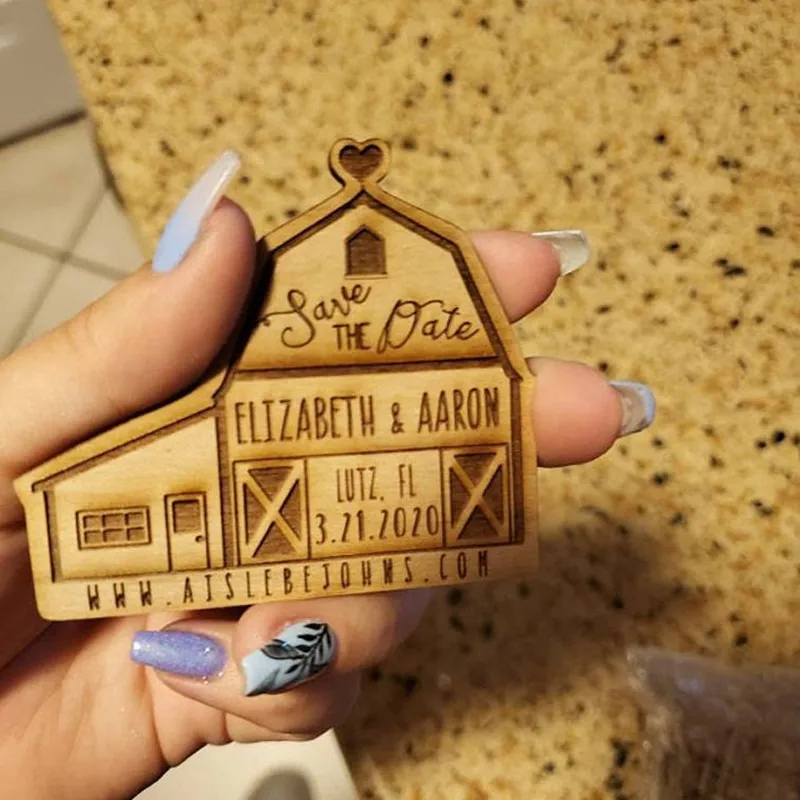 Save
THE Date
ELIZABETH & AARON
LUTZ, FL
3.21.2020
WWW.AISLEBEJOHNS.COM